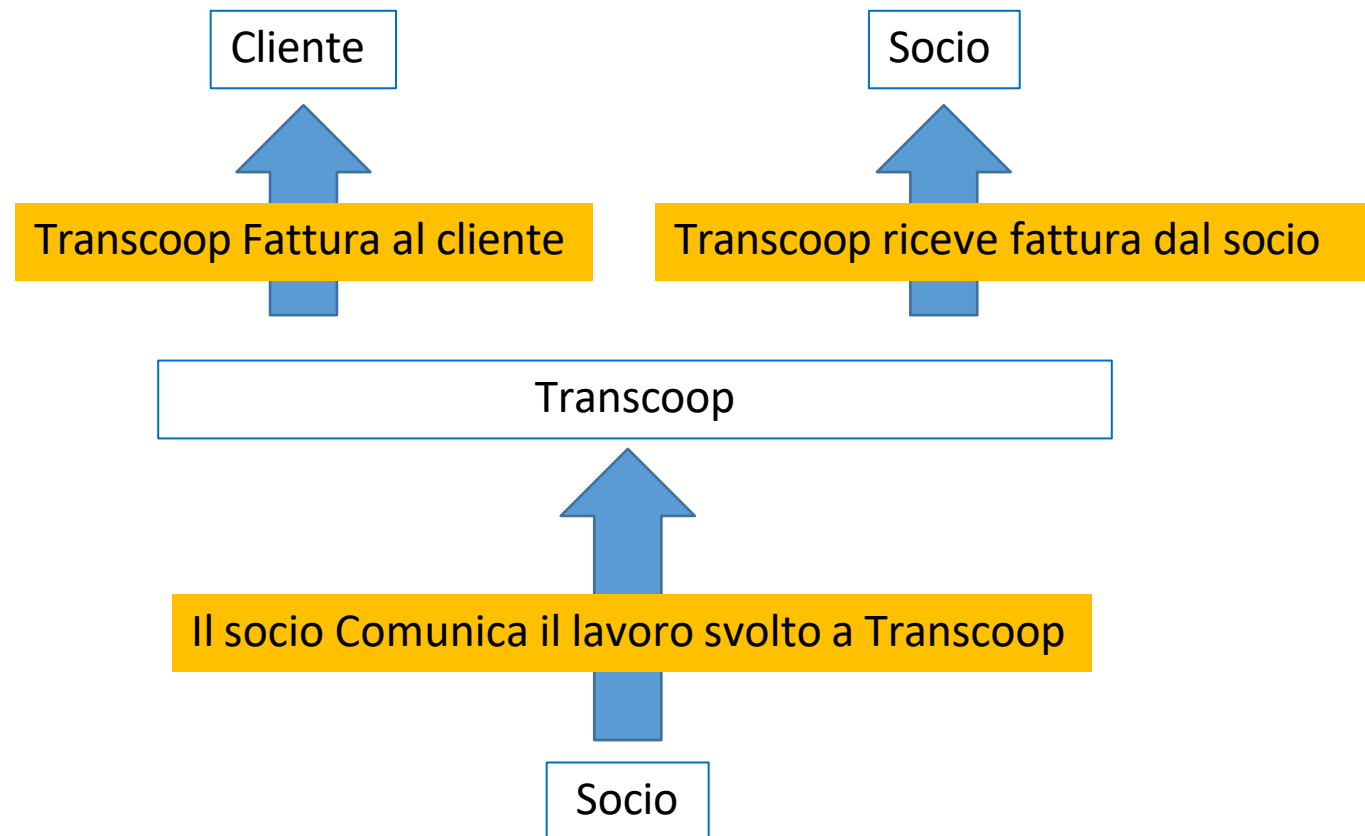 Cliente
Socio
Transcoop Fattura al cliente
Transcoop riceve fattura dal socio
Transcoop
Il socio Comunica il lavoro svolto a Transcoop
Socio